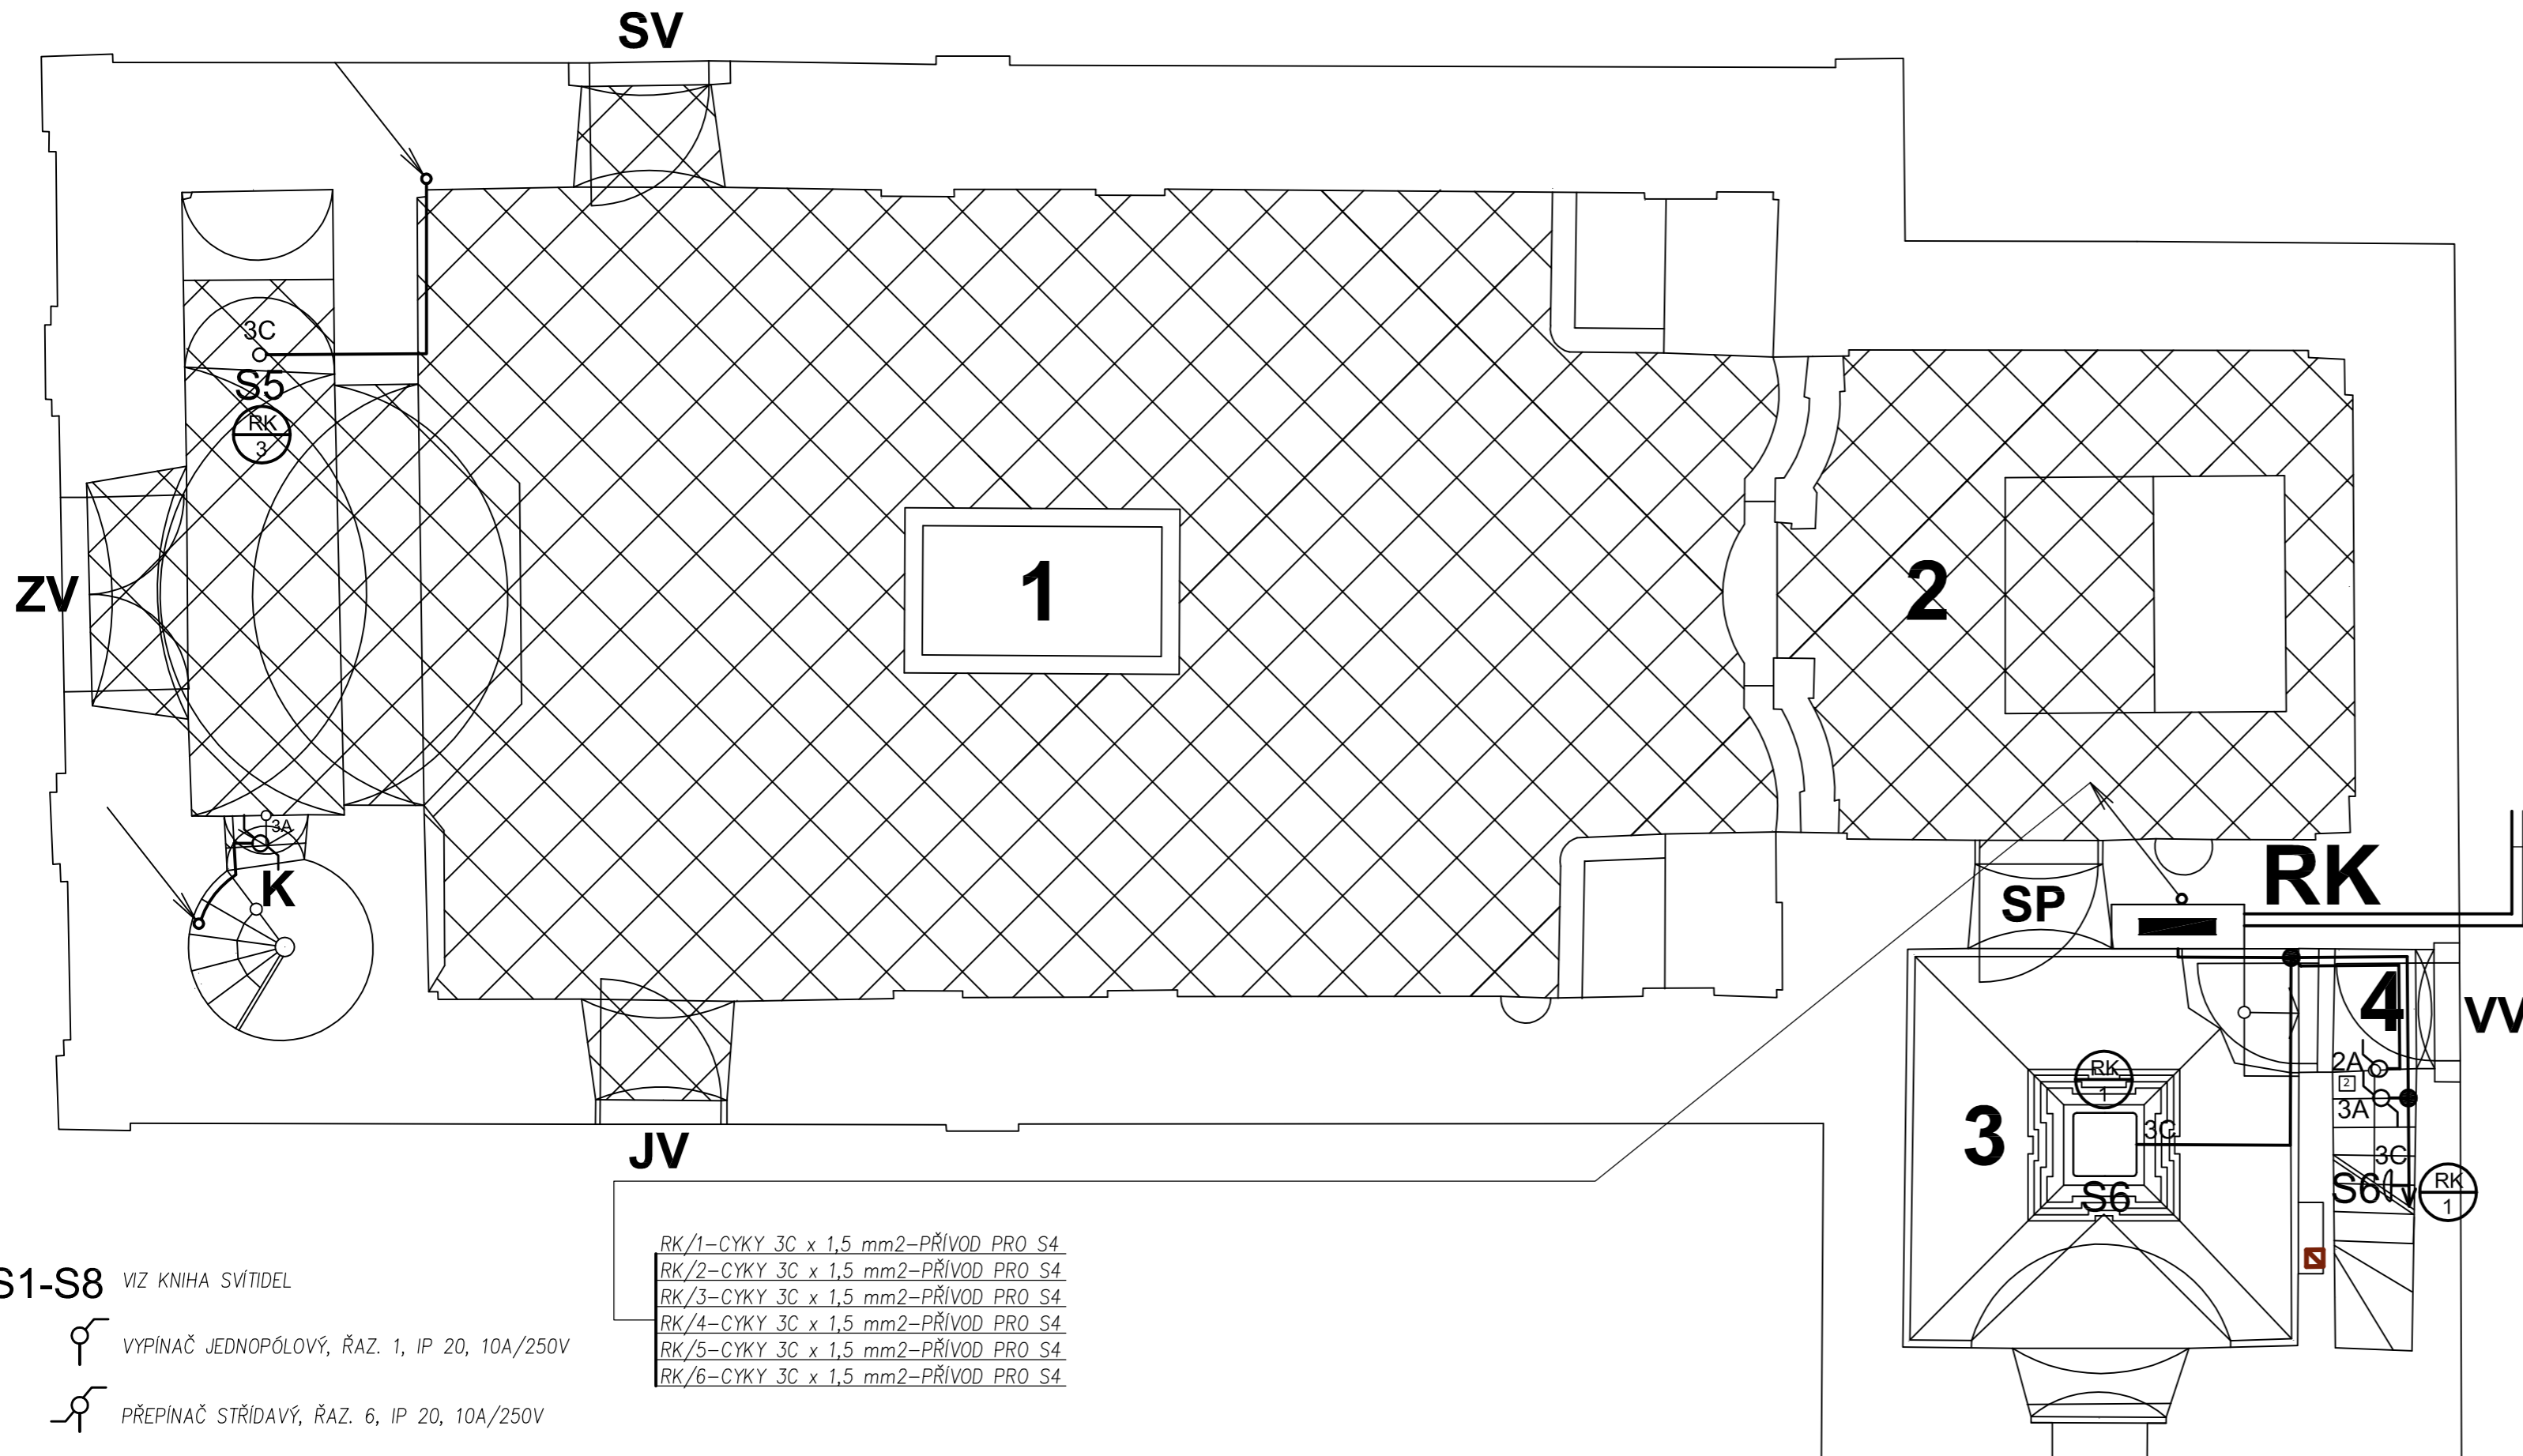 SV
3C
S5
RK
3
ZV
1
2
3A
K
SP
RK
4
VV
2A
2
3A
RK
1
3
3C
3C
S6
S6
RK
1
JV
RK/1-CYKY 3C x 1,5 mm2-PŘÍVOD PRO S4
RK/2-CYKY 3C x 1,5 mm2-PŘÍVOD PRO S4
RK/3-CYKY 3C x 1,5 mm2-PŘÍVOD PRO S4
RK/4-CYKY 3C x 1,5 mm2-PŘÍVOD PRO S4
RK/5-CYKY 3C x 1,5 mm2-PŘÍVOD PRO S4
RK/6-CYKY 3C x 1,5 mm2-PŘÍVOD PRO S4
S1-S8 VIZ KNIHA SVÍTIDEL
VYPÍNAČ JEDNOPÓLOVÝ, ŘAZ. 1, IP 20, 10A/250V
PŘEPÍNAČ STŘÍDAVÝ, ŘAZ. 6, IP 20, 10A/250V